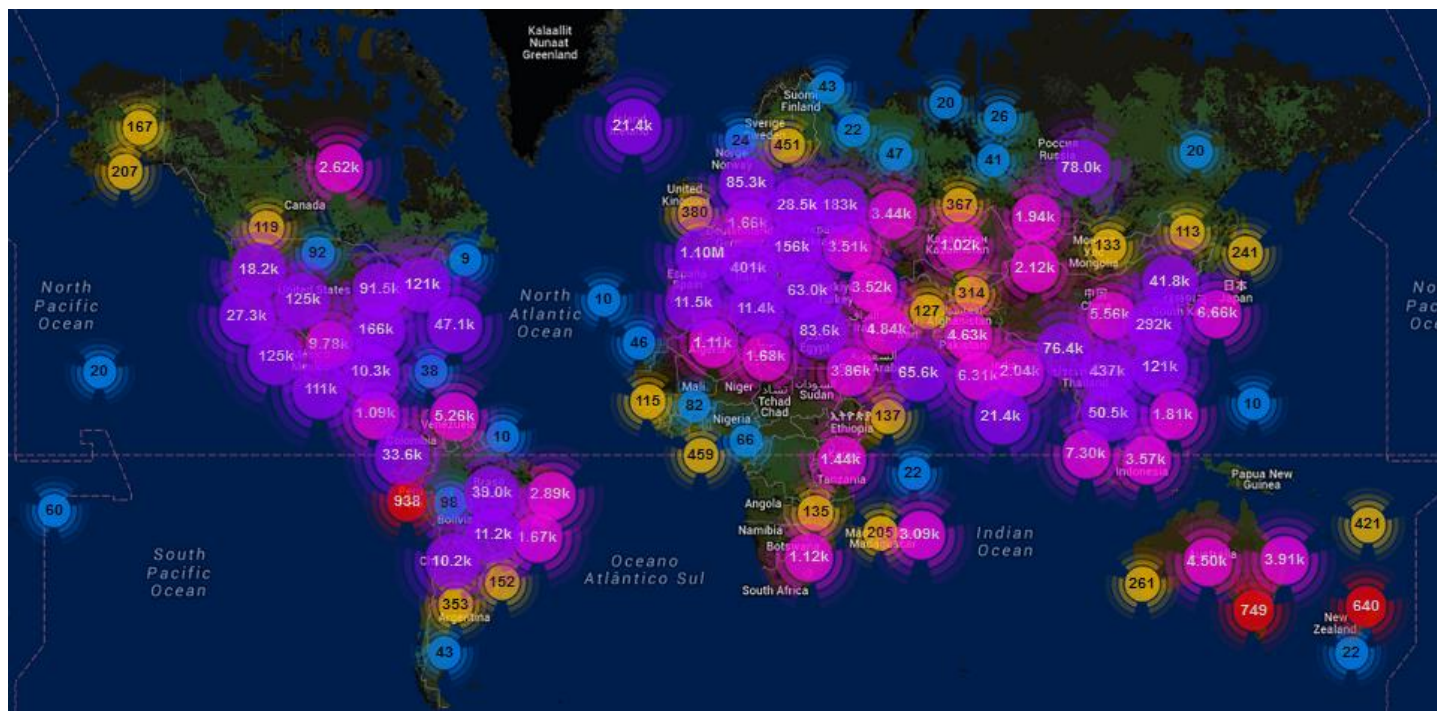 Kalaallit
Nunaat
Greenland
43
Suomi
Finland
20
26
167
21.4k
Sverige
22
24
451
47
41
Россия
Russia
20
207
2.62k
Norge
Norway
78.0k
85.3k
Canada
United
380
28.5k
183k
3.44k
367
1.94k
119
1.66k
113
92
1.10M
156k
3.51k
1.02k
Kazakhstan
133
Mongolia
241
9
18.2k
401k
2.12k
North
Pacific
Ocean
United States
125k
91.5k
121k
North
Atlantic
Ocean
10
España
Spain
63.0k
3.52k
314
41.8k
日本
Japan
中国
27.3k
11.5k
11.4k
127
5.56k
6.66k
166k
47.1k
83.6k
4.84k
4.63k
292k
9.78k
46
1.11k
1.68k
76.4k
125k
20
10.3k
38
3.86k
65.6k
6.31k
2.04k
437k
121k
Thailand
111k
Mali
Niger
تشاد
Tchad
Chad
السودان
Sudan
115
82
10
1.09k
5.26k
Venezuela
Nigeria
137
ኢትዮጵያ
Ethiopia
21.4k
50.5k
1.81k
10
Colombia
33.6k
66
459
1.44k
Tanzania
22
7.30k
3.57k
Indonesia
Papua New
Guinea
938
98
Bolivia
39.0k
2.89k
Angola
135
60
Namibia
205
3.09k
Indian
Ocean
421
11.2k
1.67k
Botswana
1.12k
South
Pacific
Ocean
10.2k
Oceano
Atlântico Sul
4.50k
3.91k
152
South Africa
261
353
Argentina
749
640
New
Zealand
43
22